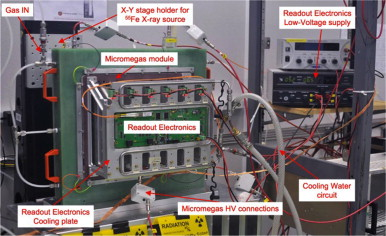 Gas IN
X-Y stage holder for
⁵⁵Fe X-ray source
Readout Electronics
Low-Voltage supply
Micromegas module
Readout Electronics
Cooling Water
circuit
Readout Electronics
Cooling plate
Micromegas HV connections
RADIATION